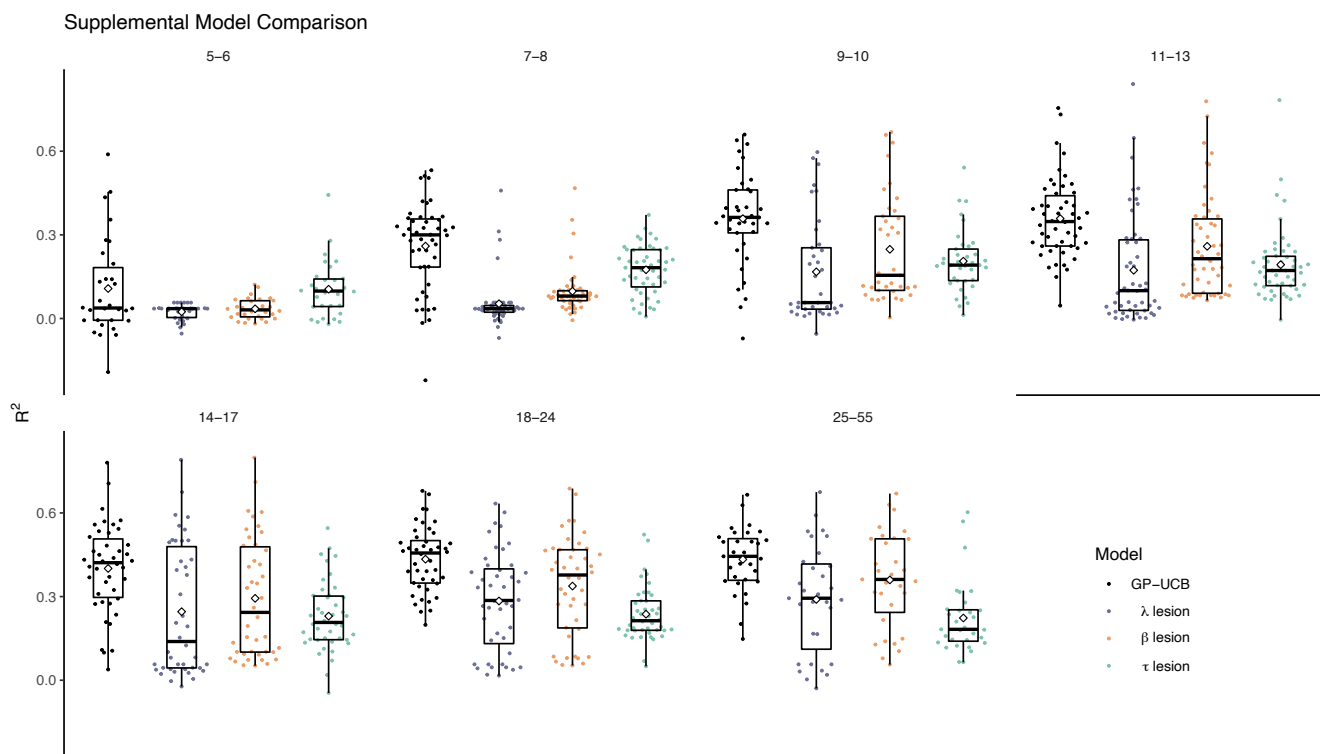 Supplemental Model Comparison
5–6 7–8 9–10 11–13
0.6
0.3
0.0
R²
14–17 18–24 25–55
0.6
0.3
0.0
Model
GP−UCB
λ lesion
β lesion
τ lesion